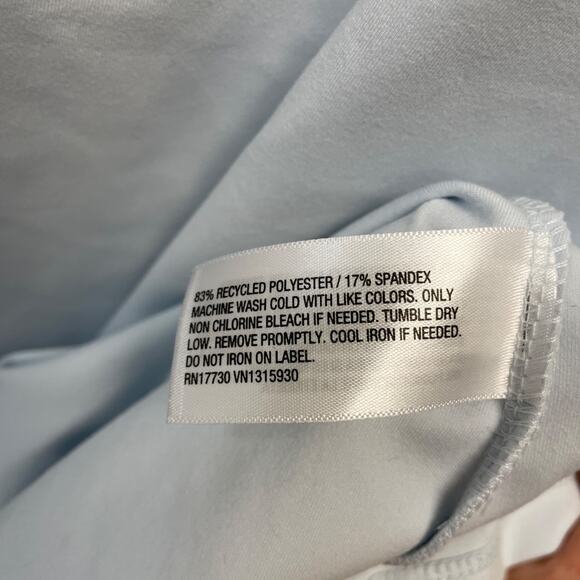 83% RECYCLED POLYESTER / 17% SPANDEX
MACHINE WASH COLD WITH LIKE COLORS. ONLY
NON CHLORINE BLEACH IF NEEDED. TUMBLE DRY
LOW. REMOVE PROMPTLY. COOL IRON IF NEEDED.
DO NOT IRON ON LABEL.
RN17730 VN1315930